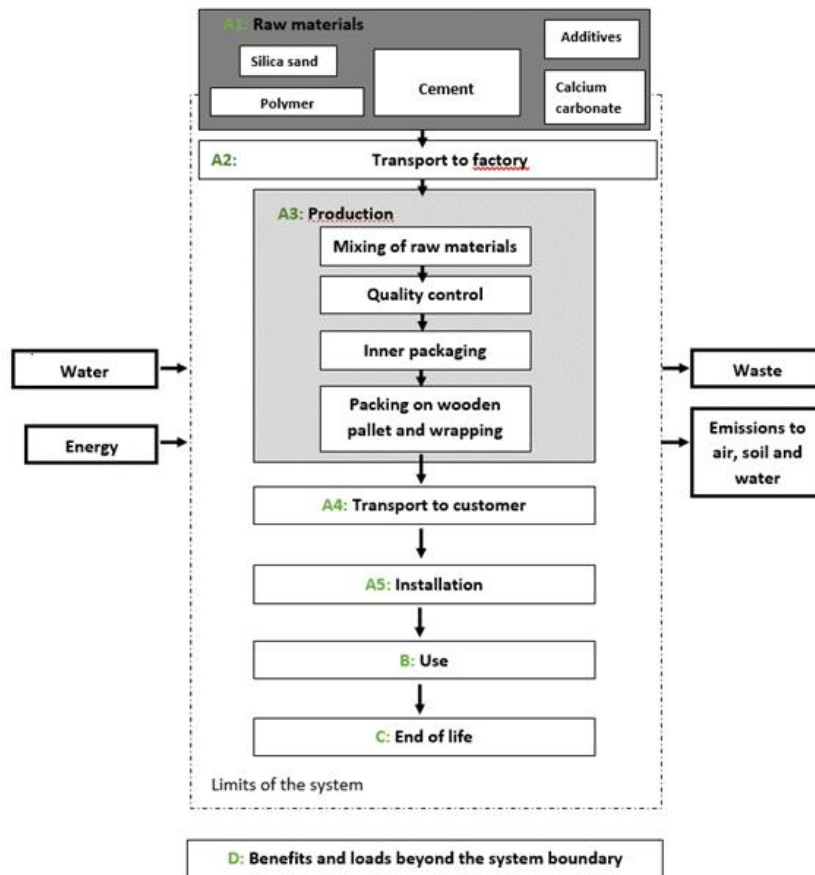 A1: Raw materials
Additives
Silica sand
Cement
Calcium
carbonate
Polymer
A2: Transport to factory
A3: Production
Mixing of raw materials
Quality control
Inner packaging
Packing on wooden
pallet and wrapping
Water
Energy
Waste
Emissions to
air, soil and
water
A4: Transport to customer
A5: Installation
B: Use
C: End of life
Limits of the system
D: Benefits and loads beyond the system boundary